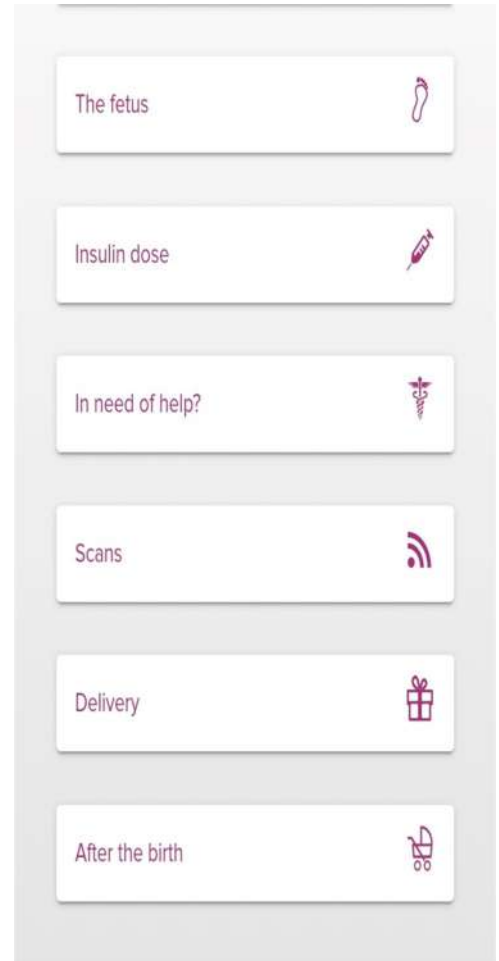 The fetus
Insulin dose
In need of help?
Scans
Delivery
After the birth